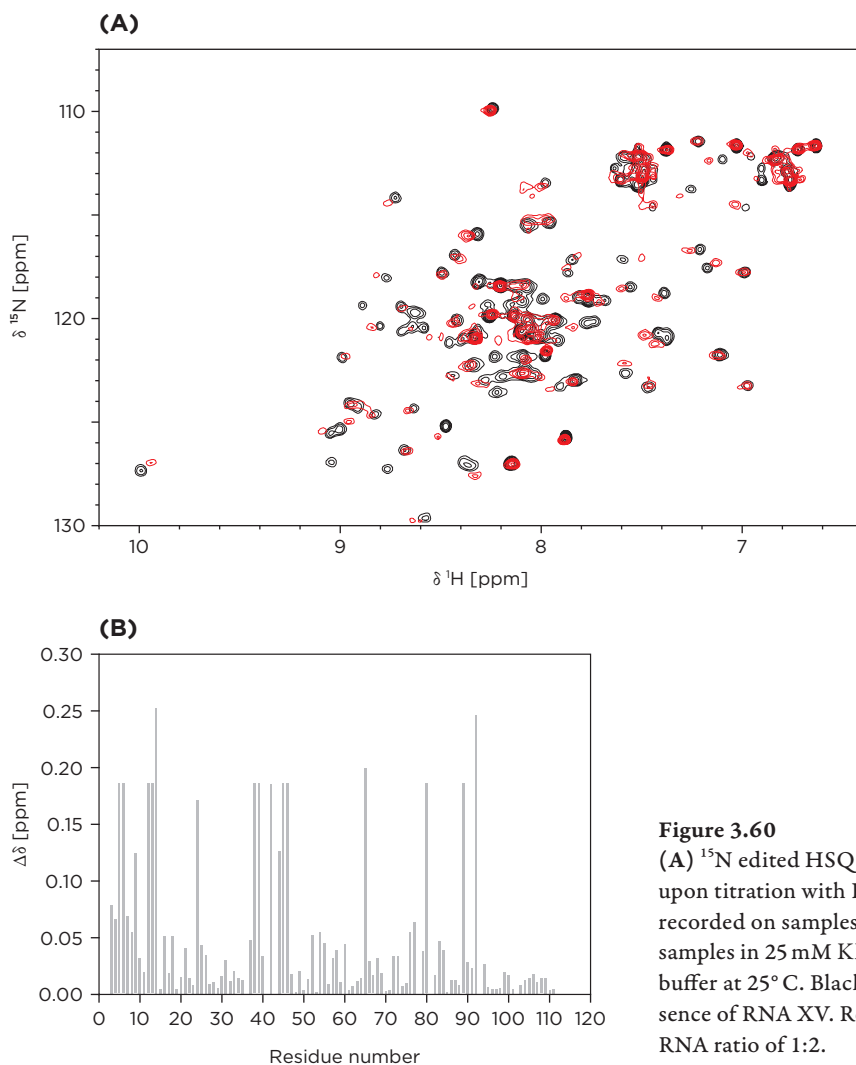 (A)
110
120
130
δ ¹⁵N [ppm]
10 9 8 7
δ ¹H [ppm]
(B)
0.30
0.25
0.20
0.15
0.10
0.05
0.00
Δδ [ppm]
0 10 20 30 40 50 60 70 80 90 100 110 120
Residue number
Figure 3.60
(A) ¹⁵N edited HSQ
upon titration with
recorded on samples
samples in 25 mM K
buffer at 25° C. Black
sence of RNA XV. R
RNA ratio of 1:2.